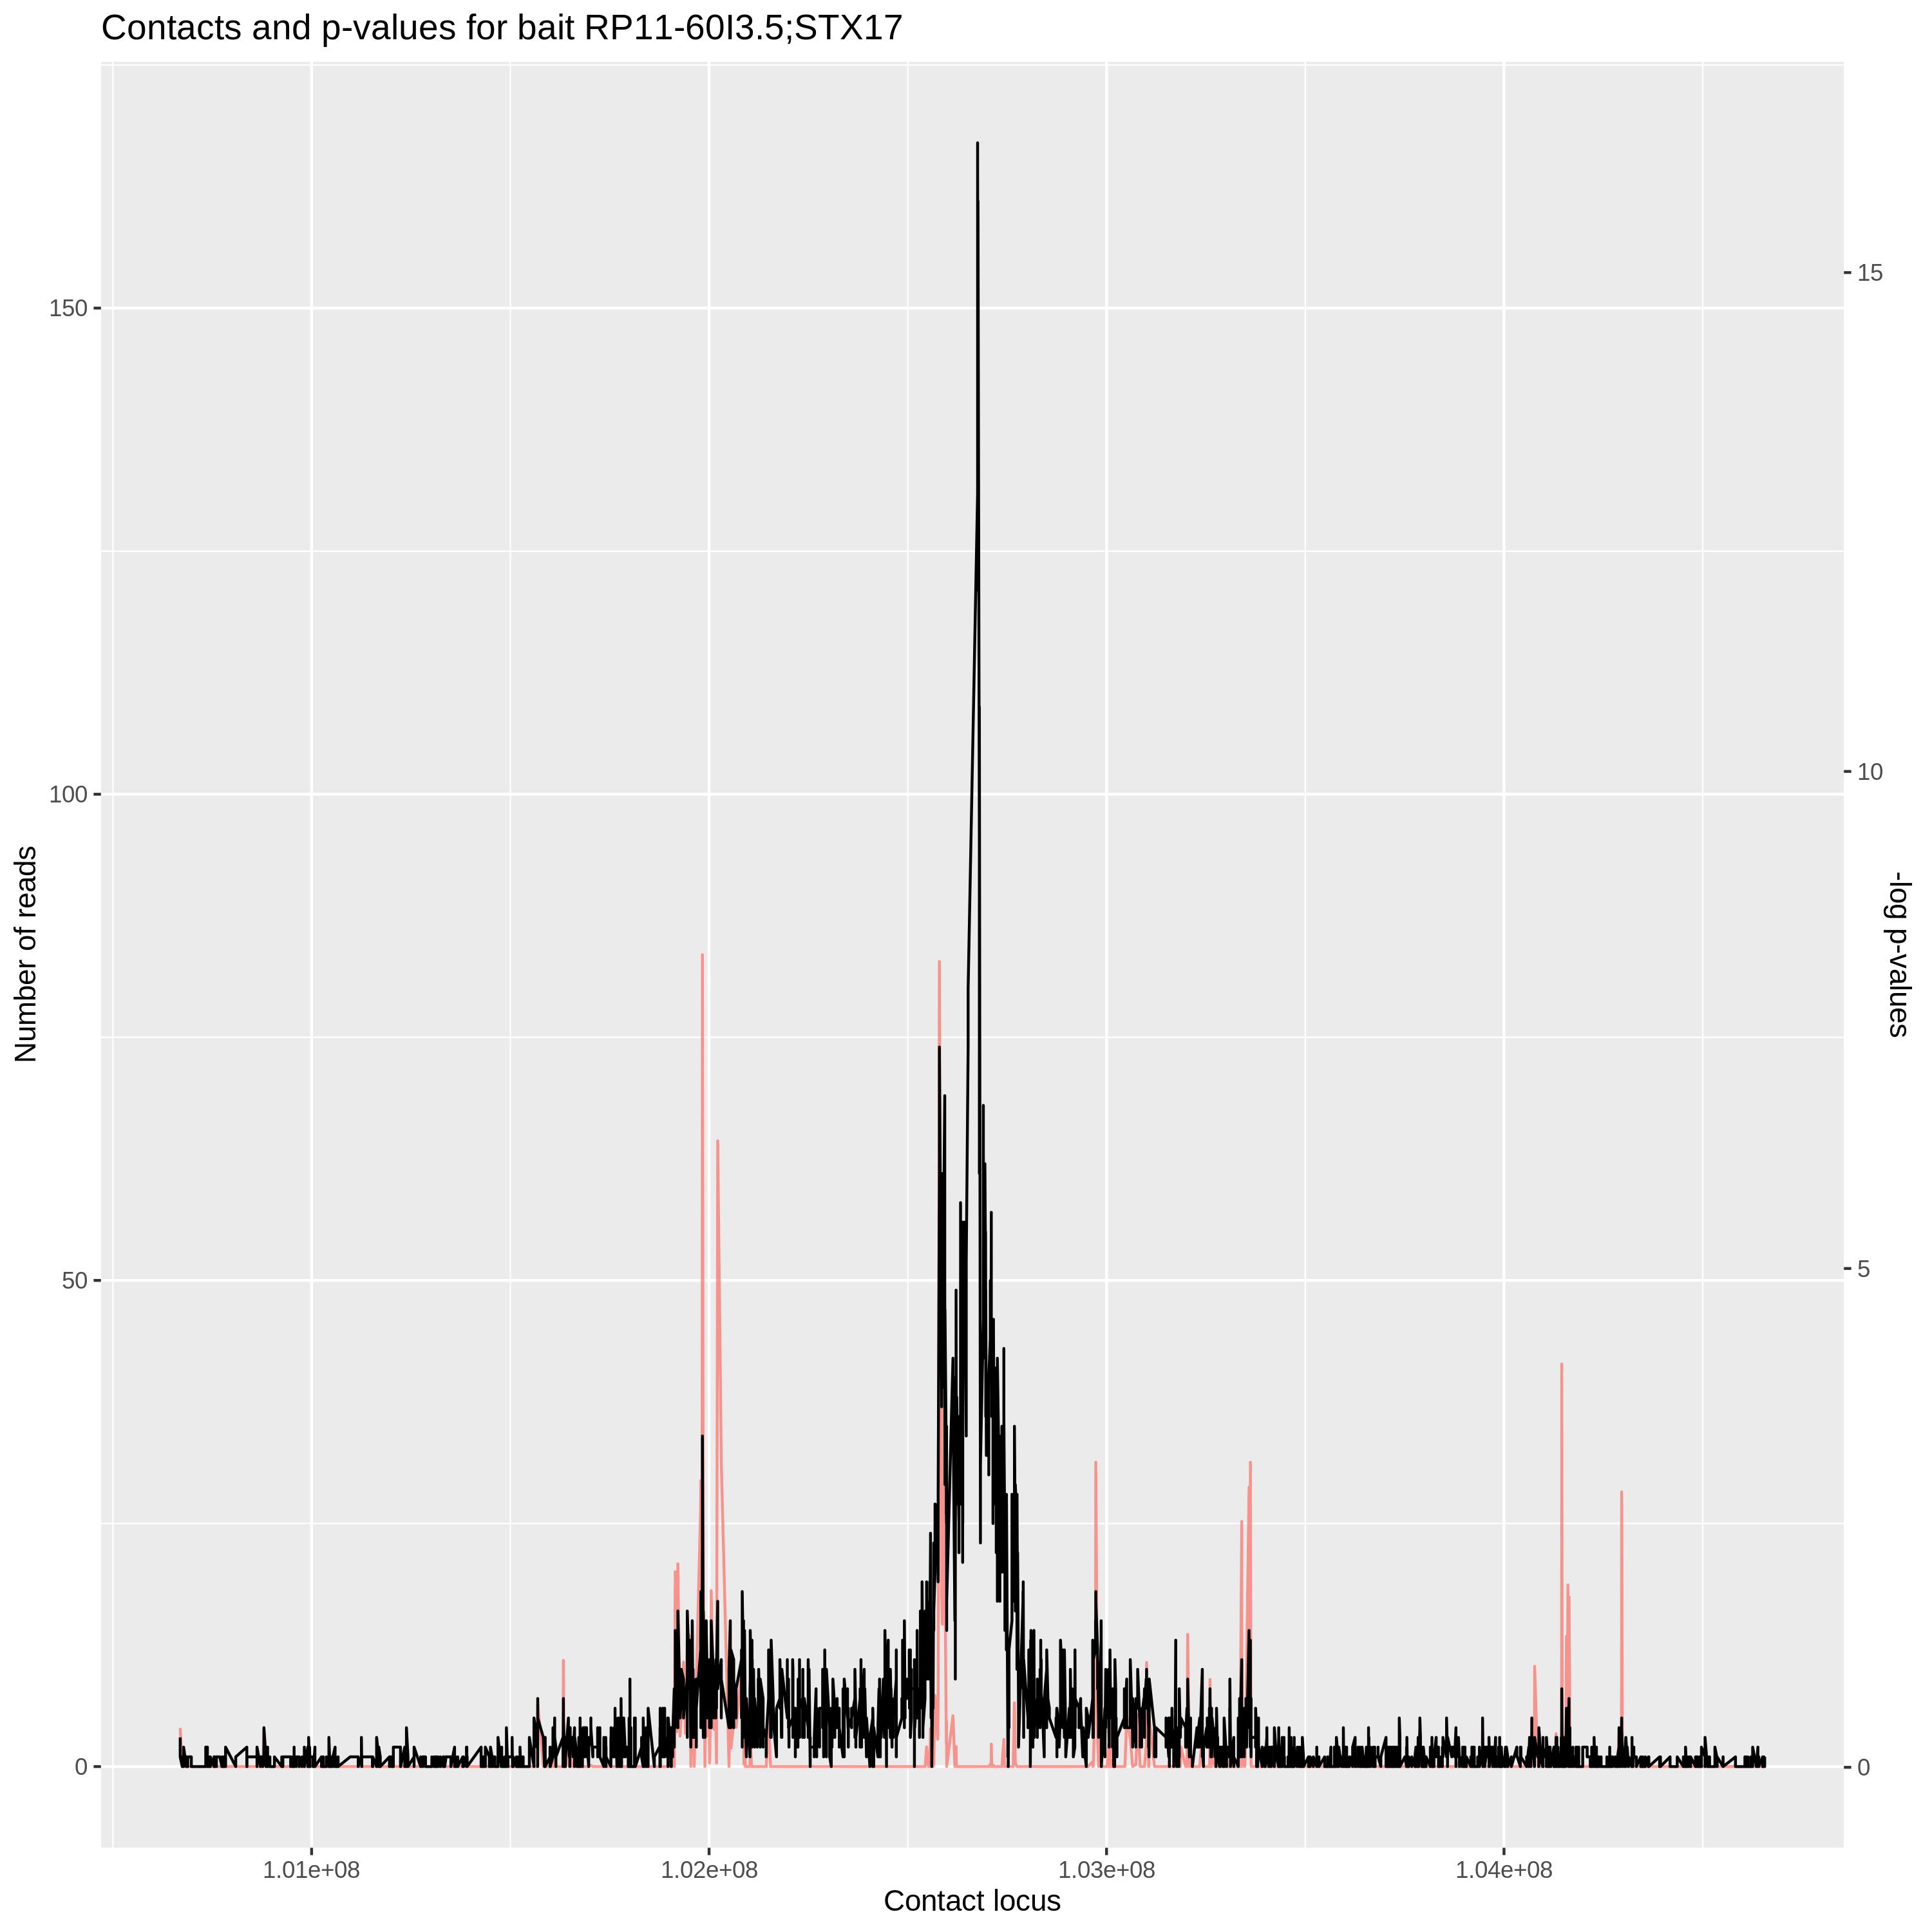 Contacts and p-values for bait RP11-60I3.5;STX17
150
100
50
0
Number of reads
15
10
5
0
-log p-values
1.01e+08
1.02e+08
1.03e+08
1.04e+08
Contact locus